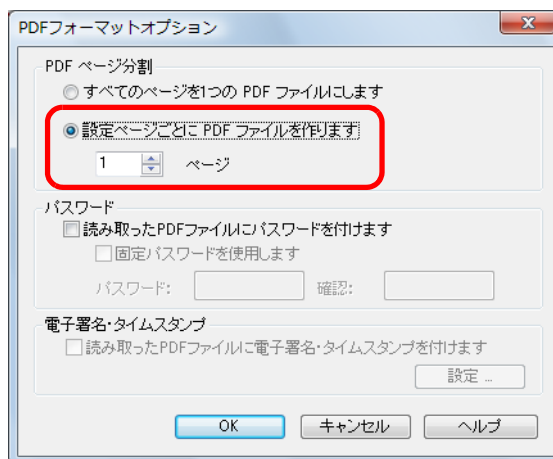 PDFフォーマットオプション
PDF ページ分割
すべてのページを1つの PDF ファイルにします
設定ページごとに PDF ファイルを作ります
1 ページ
パスワード
読み取ったPDFファイルにパスワードを付けます
固定パスワードを使用します
パスワード: 確認:
電子署名・タイムスタンプ
読み取ったPDFファイルに電子署名・タイムスタンプを付けます
設定 ...
OK キャンセル ヘルプ